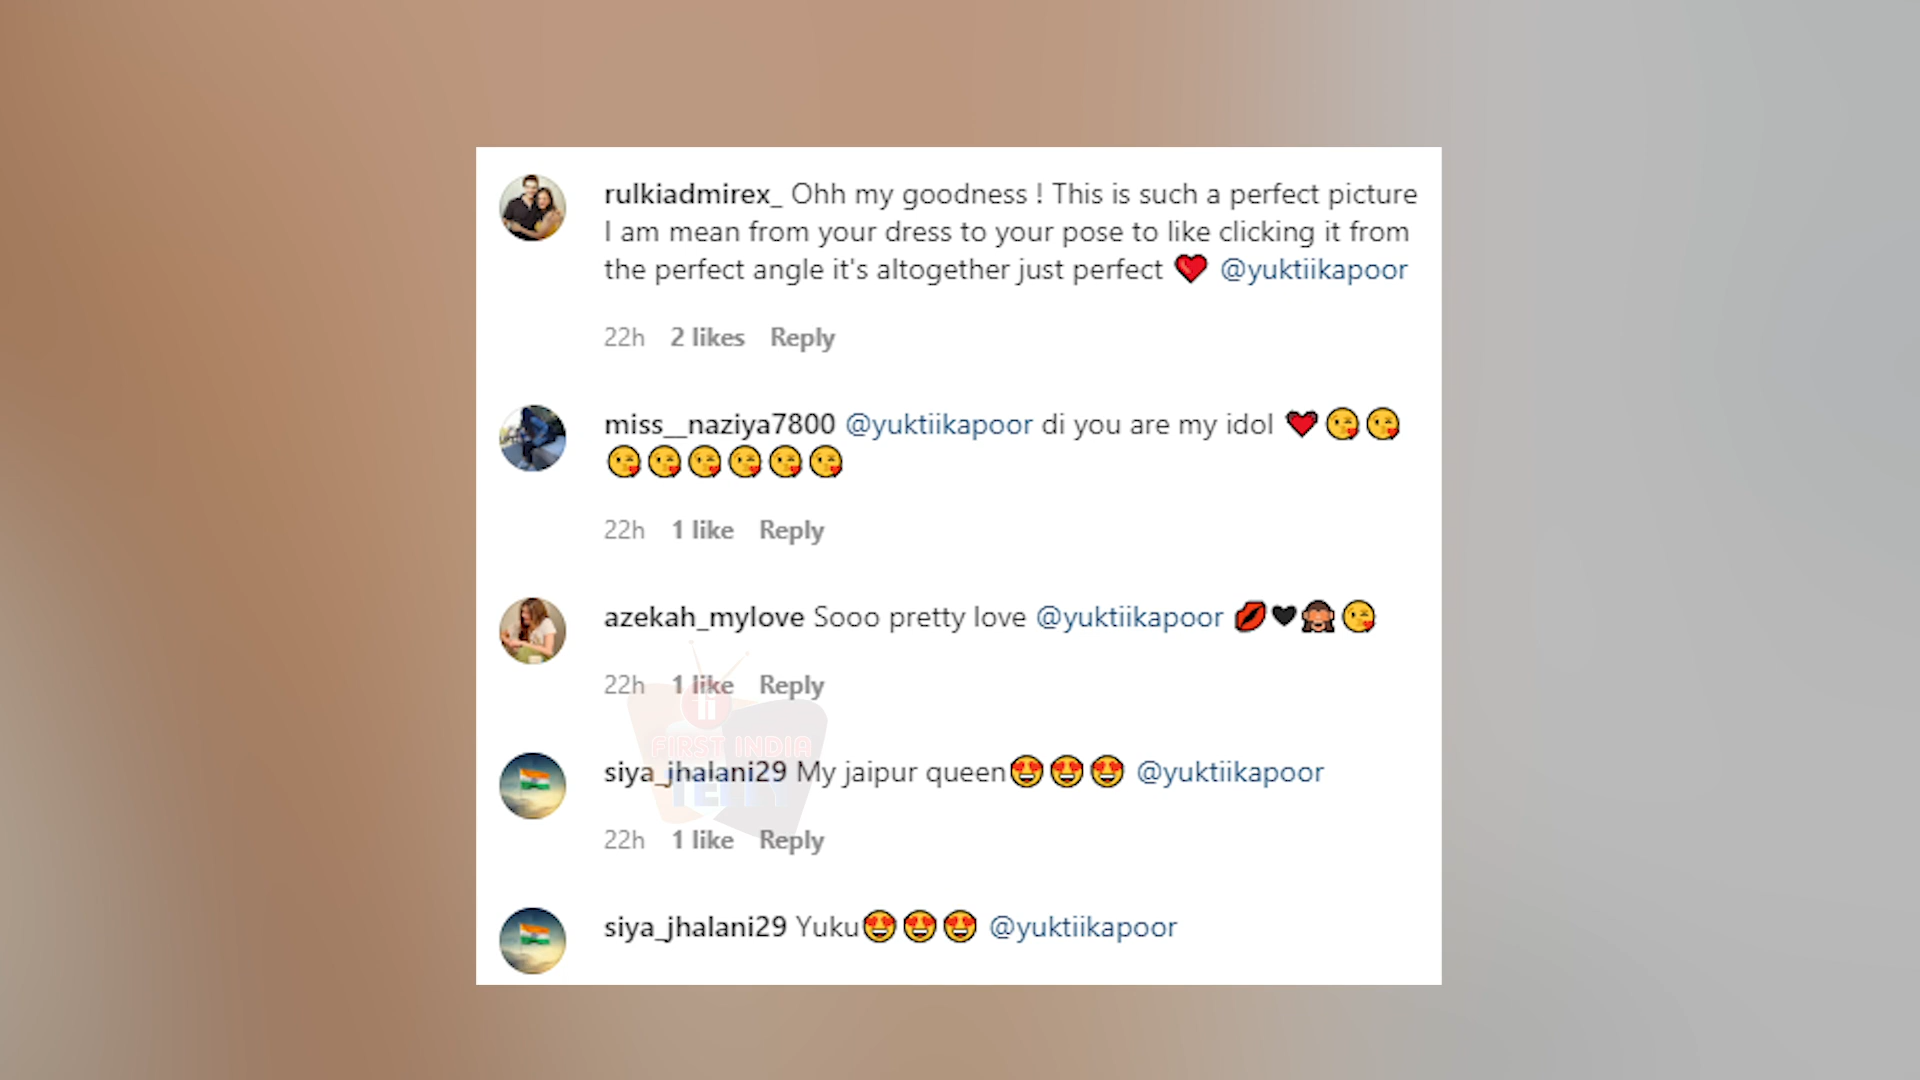 rulkiadmirex_ Ohh my goodness ! This is such a perfect picture
I am mean from your dress to your pose to like clicking it from
the perfect angle it's altogether just perfect ❤️ @yuktiikapoor
22h 2 likes Reply
miss__naziya7800 @yuktiikapoor di you are my idol ❤️😘😘
😘😘😘😘😘😘
22h 1 like Reply
azekah_mylove Sooo pretty love @yuktiikapoor 💋🖤🙈😘
22h 1 like Reply
FIRST INDIA
TELLY
siya_jhalani29 My jaipur queen😍😍😍 @yuktiikapoor
22h 1 like Reply
siya_jhalani29 Yuku😍😍😍 @yuktiikapoor